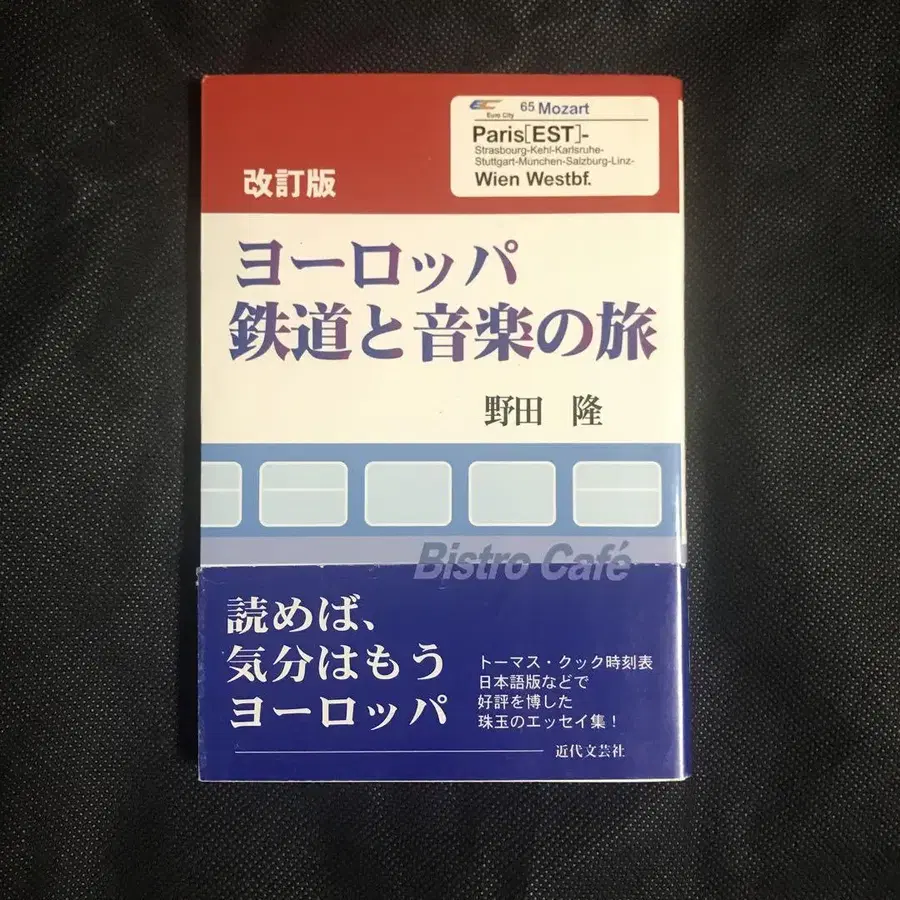 EC
Euro City
65 Mozart
Paris[EST]-
Strasbourg-Kehl-Karlsruhe-
Stuttgart-Munchen-Salzburg-Linz-
Wien Westbf.
改訂版
ヨーロッパ
鉄道と音楽の旅
野田 隆
Bistro Café
読めば、
気分はもう
ヨーロッパ
トーマス・クック時刻表
日本語版などで
好評を博した
珠玉のエッセイ集!
近代文芸社